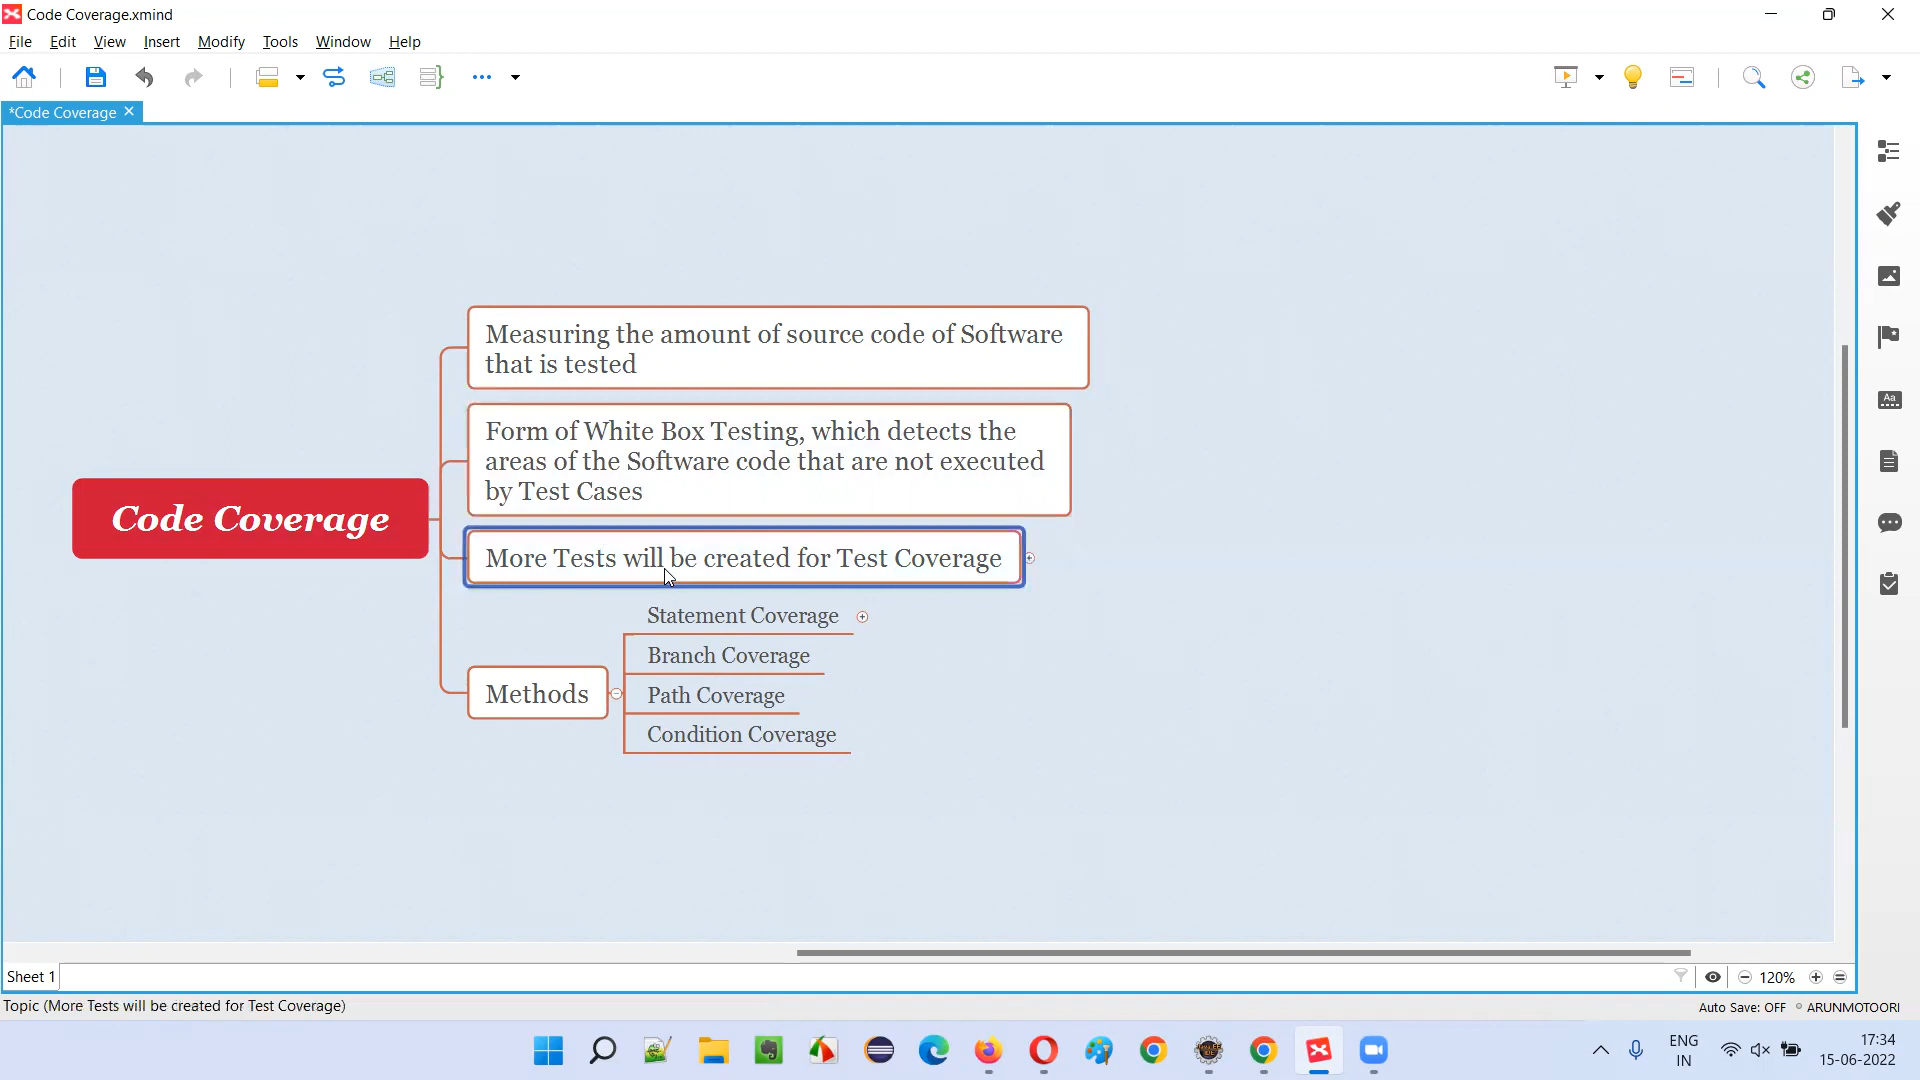 Code Coverage.xmind
File Edit View Insert Modify Tools Window Help
*Code Coverage
Measuring the amount of source code of Software
that is tested
Form of White Box Testing, which detects the
areas of the Software code that are not executed
by Test Cases
Code Coverage
More Tests will be created for Test Coverage
Statement Coverage
Branch Coverage
Methods
Path Coverage
Condition Coverage
Aa
Sheet 1
120%
Topic (More Tests will be created for Test Coverage)
Auto Save: OFF
ARUNMOTOORI
ENG
IN
17:34
15-06-2022